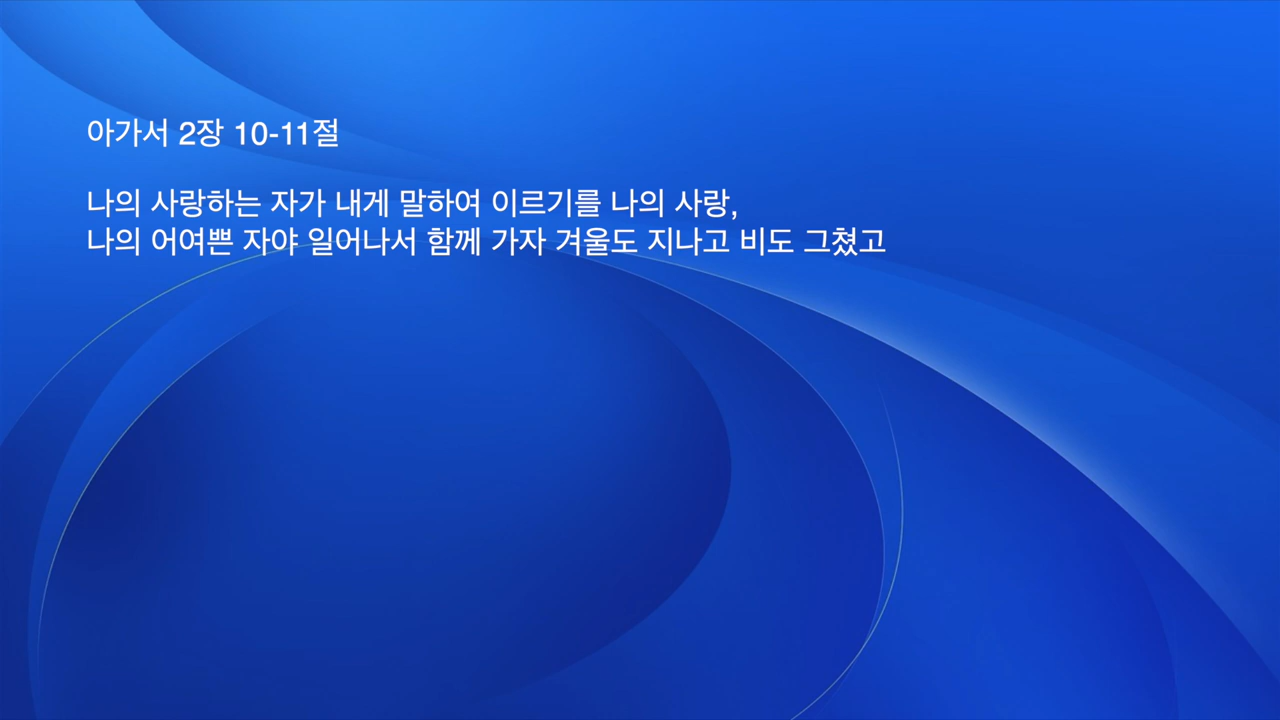 아가서 2장 10-11절
나의 사랑하는 자가 내게 말하여 이르기를 나의 사랑,
나의 어여쁜 자야 일어나서 함께 가자 겨울도 지나고 비도 그쳤고